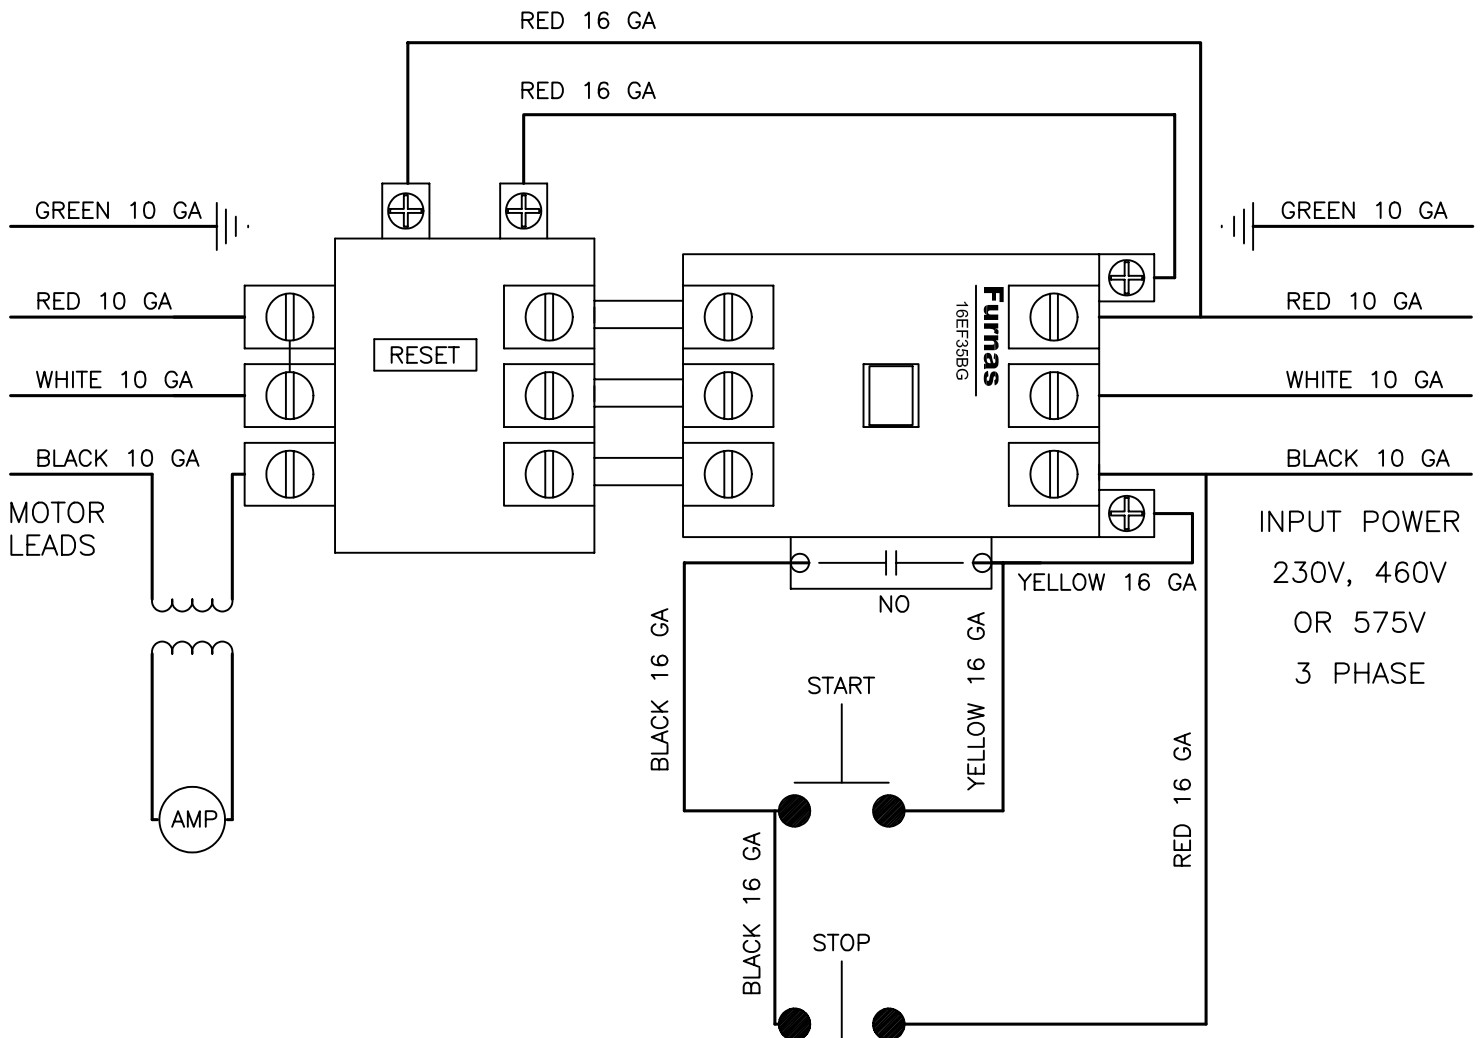 RED 16 GA
RED 16 GA
GREEN 10 GA
GREEN 10 GA
RED 10 GA
RED 10 GA
Furnas
16EF35BG
RESET
WHITE 10 GA
WHITE 10 GA
BLACK 10 GA
BLACK 10 GA
MOTOR
LEADS
INPUT POWER
230V, 460V
OR 575V
3 PHASE
YELLOW 16 GA
NO
BLACK 16 GA
YELLOW 16 GA
START
RED 16 GA
AMP
BLACK 16 GA
STOP